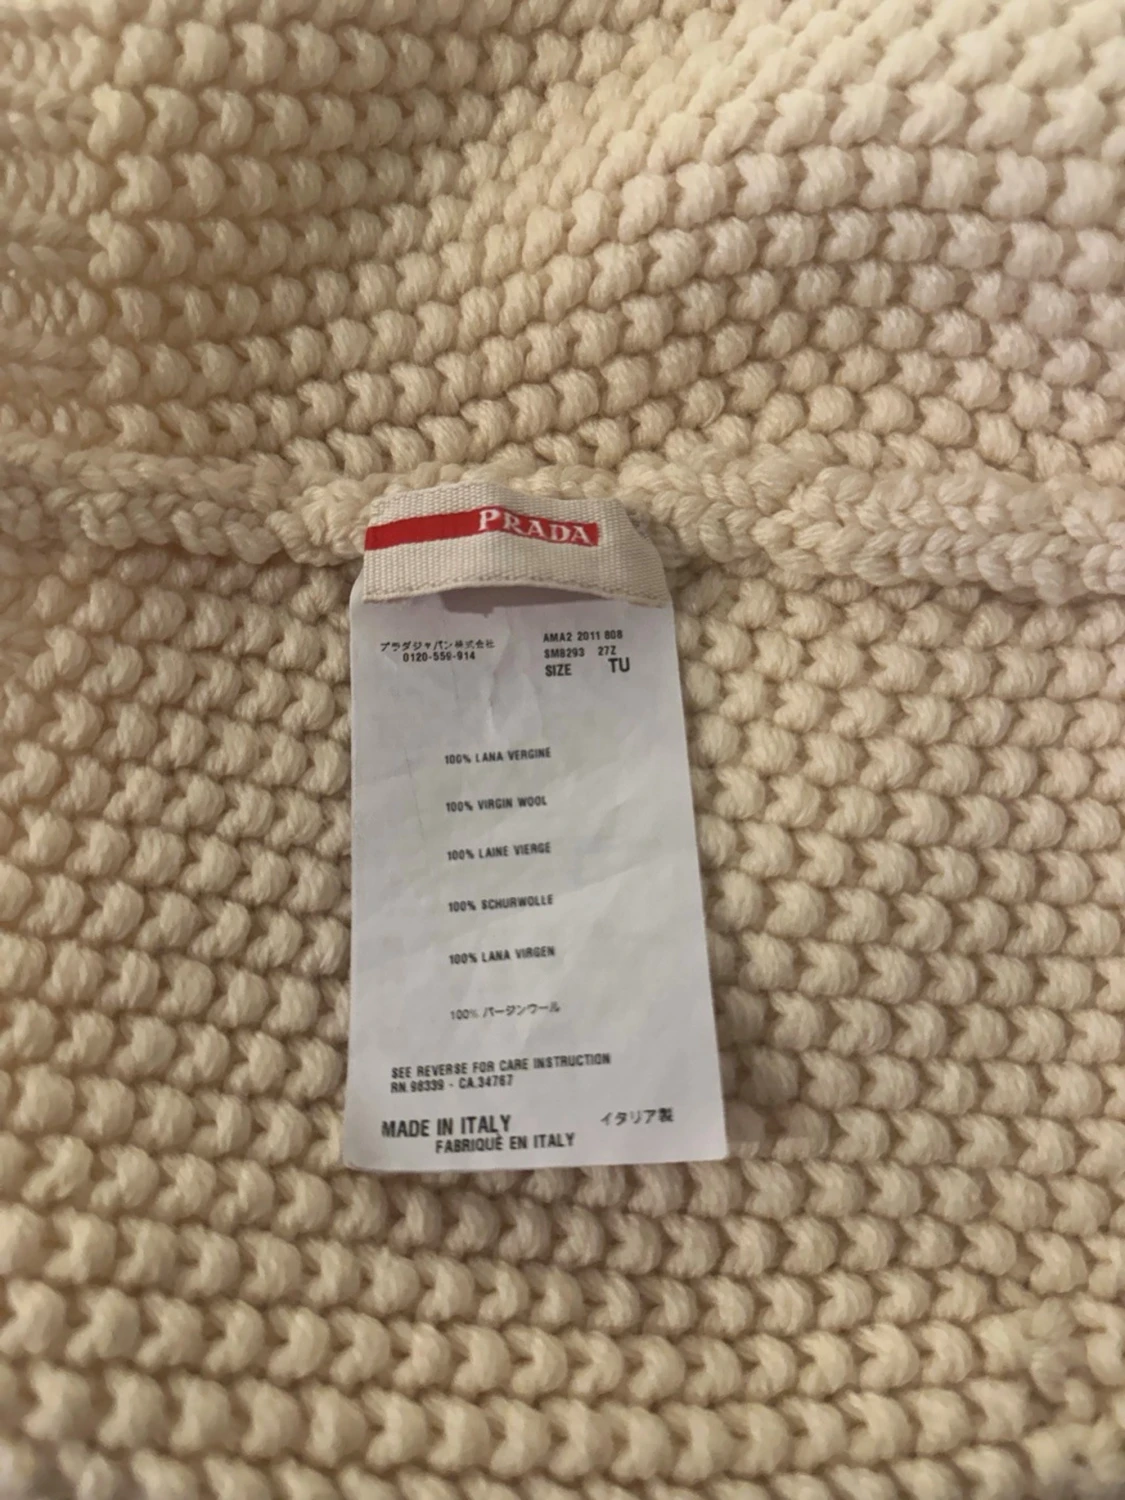 PRADA
プラダジャパン株式会社
0120-559-914
AMA2 2011 808
SM8293 27Z
SIZE TU
100% LANA VERGINE
100% VIRGIN WOOL
100% LAINE VIERGE
100% SCHURWOLLE
100% LANA VIRGEN
100% バージンウール
SEE REVERSE FOR CARE INSTRUCTION
RN 98339 - CA.34767
MADE IN ITALY
FABRIQUÉ EN ITALY
イタリア製